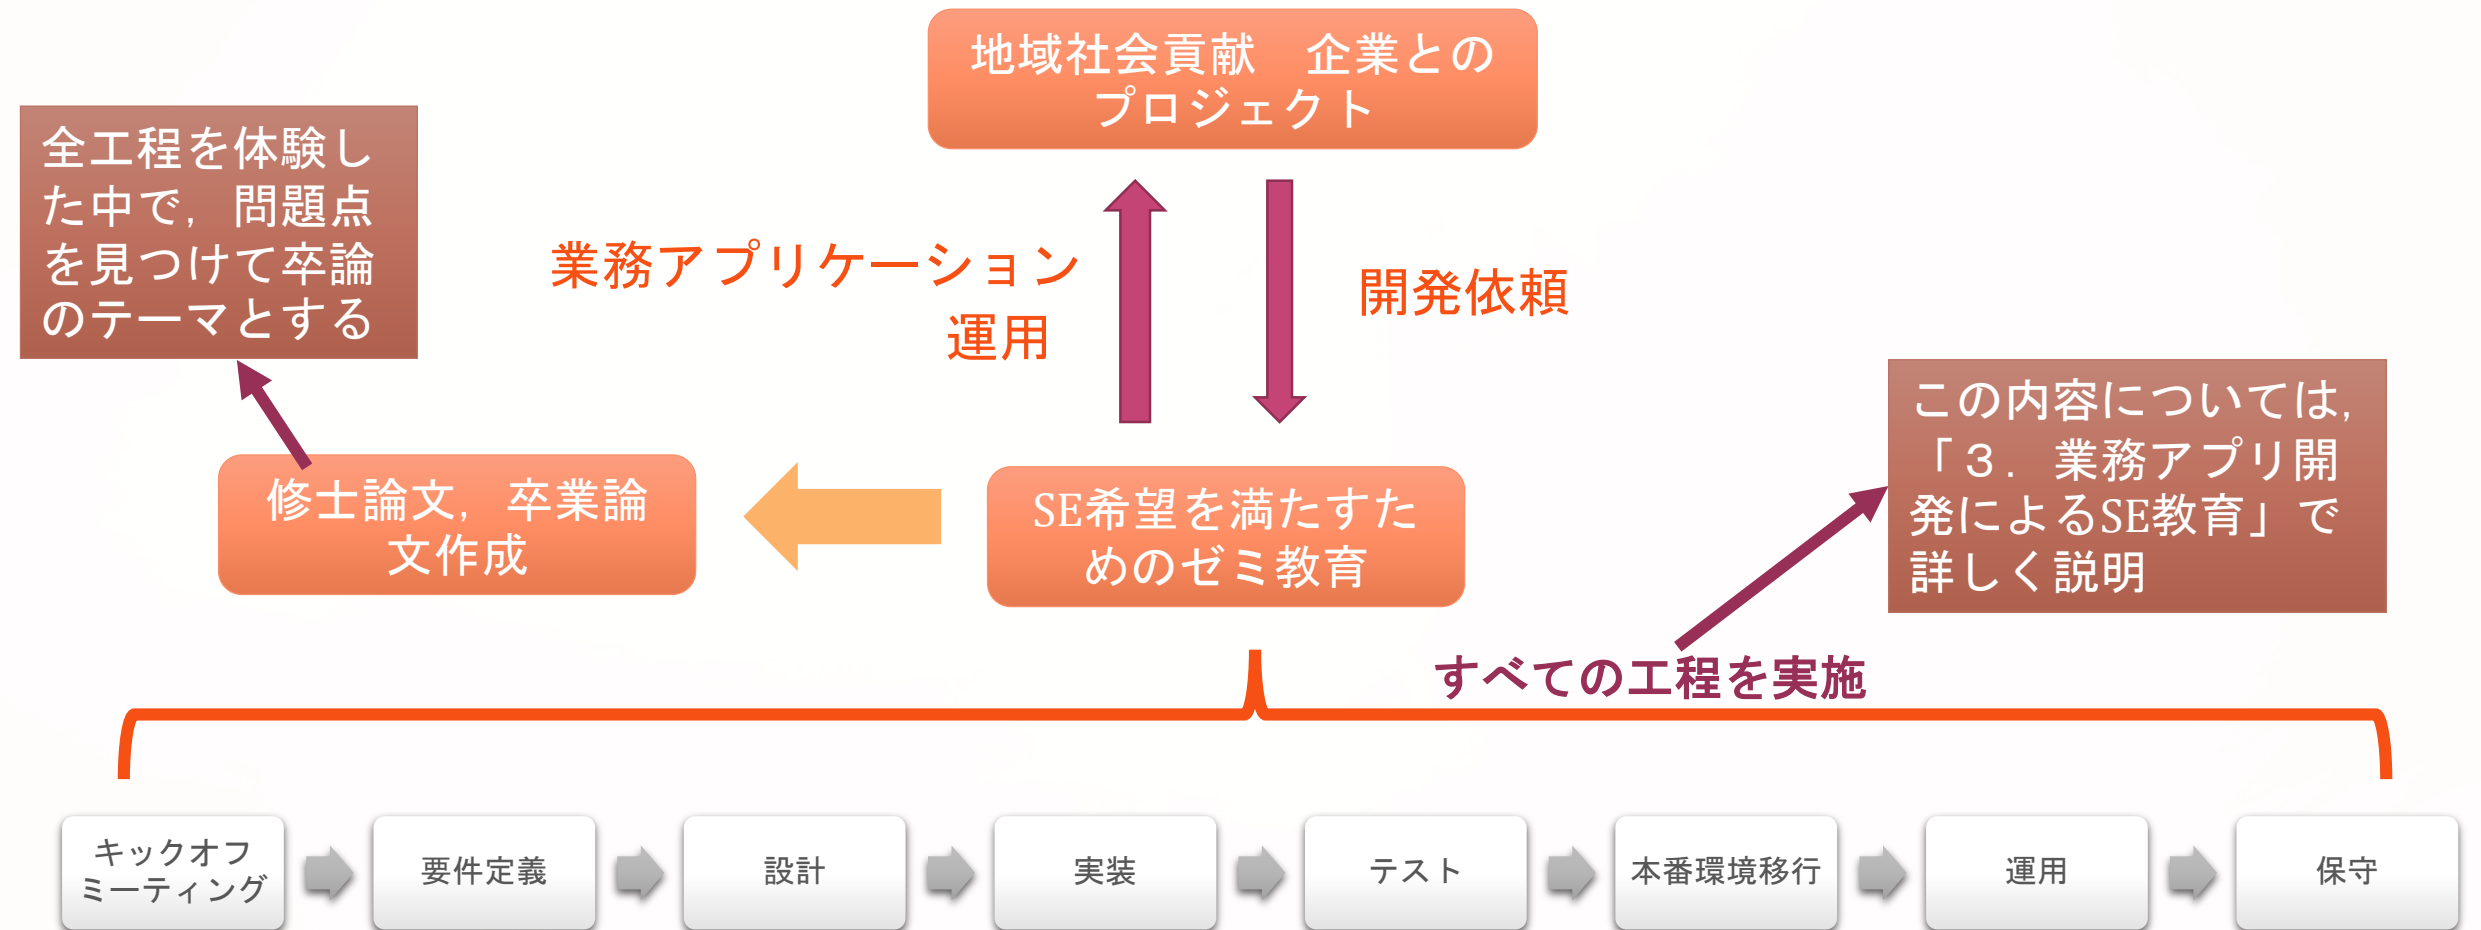 地域社会貢献　企業との
プロジェクト
全工程を体験し
た中で，問題点
を見つけて卒論
のテーマとする
業務アプリケーション
運用
開発依頼
この内容については，
「３．業務アプリ開
発によるSE教育」で
詳しく説明
修士論文，卒業論
文作成
SE希望を満たすた
めのゼミ教育
すべての工程を実施
キックオフ
ミーティング
要件定義
設計
実装
テスト
本番環境移行
運用
保守